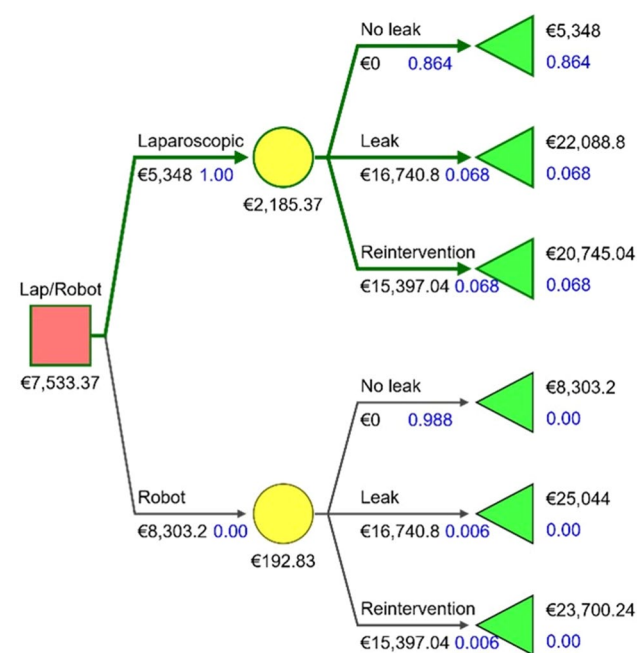 No leak
€5,348
€0 0.864
0.864
Laparoscopic
Leak
€22,088.8
€5,348 1.00
€16,740.8 0.068
0.068
€2,185.37
Reintervention
€20,745.04
€15,397.04 0.068
0.068
Lap/Robot
€7,533.37
No leak
€8,303.2
€0 0.988
0.00
Robot
Leak
€25,044
€8,303.2 0.00
€16,740.8 0.006
0.00
€192.83
Reintervention
€23,700.24
€15,397.04 0.006
0.00